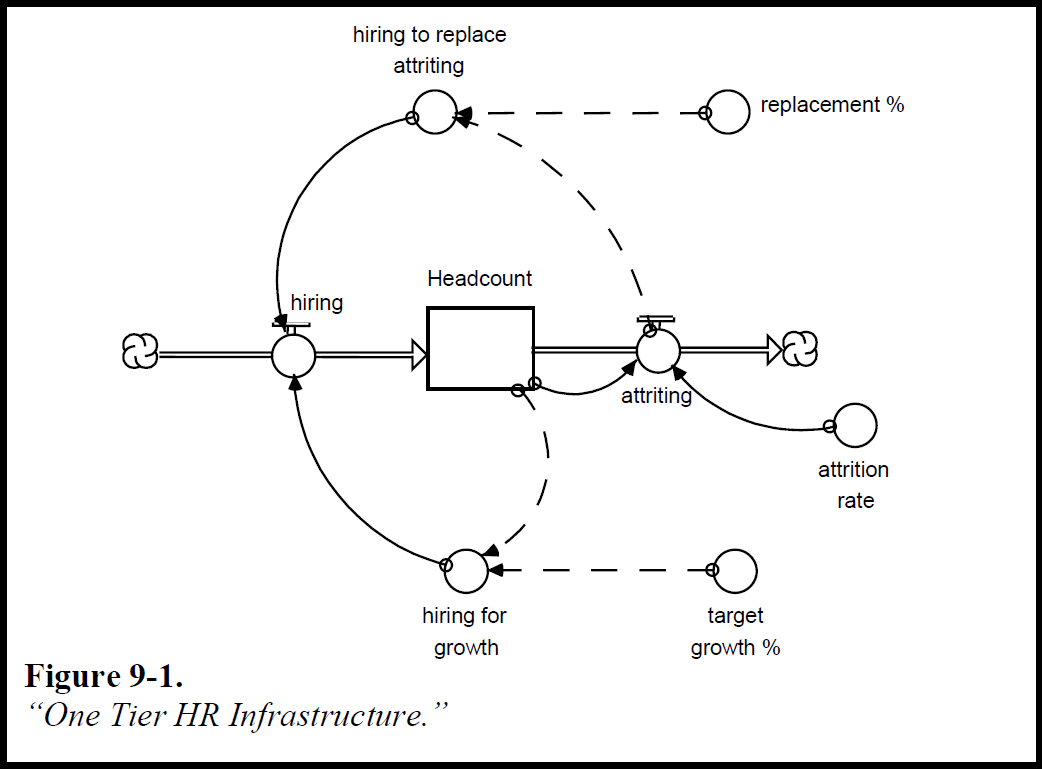 hiring to replace
attriting
replacement %
Headcount
hiring
attriting
attrition
rate
hiring for
growth
target
growth %
Figure 9-1.
“One Tier HR Infrastructure.”